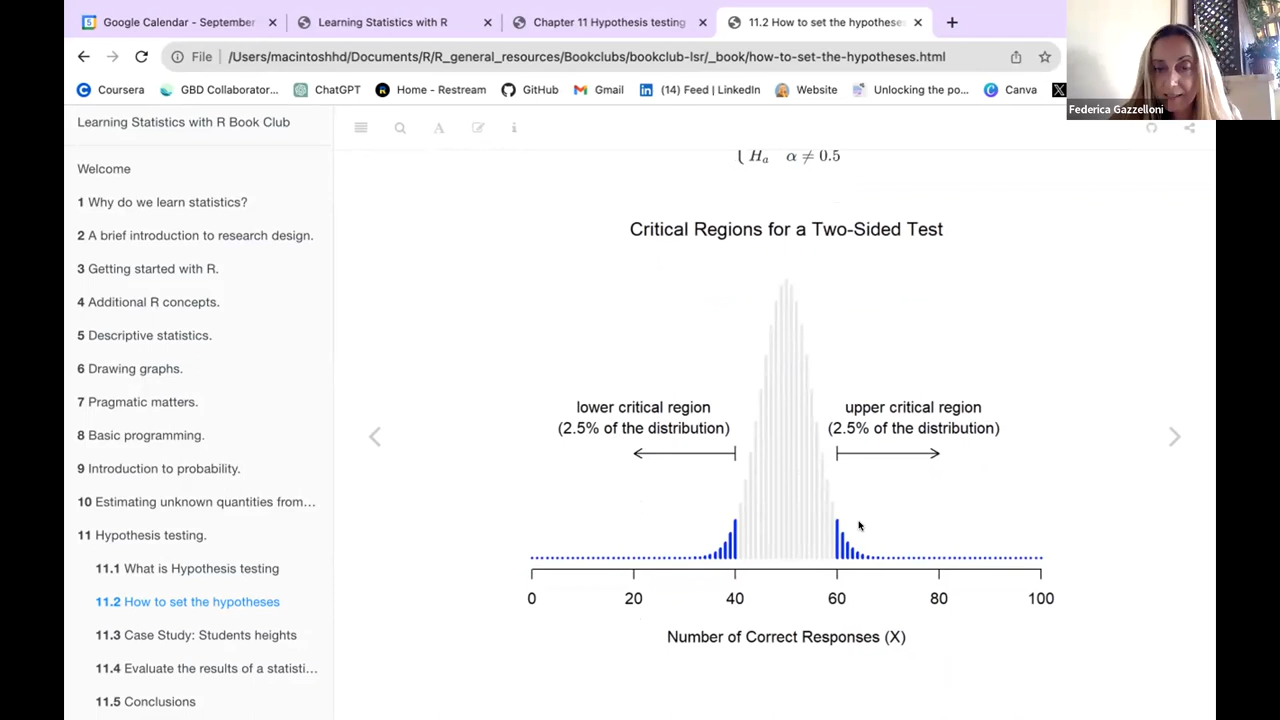 Google Calendar - September
Learning Statistics with R
Chapter 11 Hypothesis testing
11.2 How to set the hypotheses
File
/Users/macintoshhd/Documents/R/R_general_resources/Bookclubs/bookclub-lsr/_book/how-to-set-the-hypotheses.html
Coursera
GBD Collaborator...
ChatGPT
Home - Restream
GitHub
Gmail
(14) Feed | LinkedIn
Website
Unlocking the po...
Canva
Federica Gazzelloni
Learning Statistics with R Book Club
Welcome
1 Why do we learn statistics?
2 A brief introduction to research design.
3 Getting started with R.
4 Additional R concepts.
5 Descriptive statistics.
6 Drawing graphs.
7 Pragmatic matters.
8 Basic programming.
9 Introduction to probability.
10 Estimating unknown quantities from...
11 Hypothesis testing.
11.1 What is Hypothesis testing
11.2 How to set the hypotheses
11.3 Case Study: Students heights
11.4 Evaluate the results of a statisti...
11.5 Conclusions
Hₐ α ≠ 0.5
Critical Regions for a Two-Sided Test
lower critical region
(2.5% of the distribution)
upper critical region
(2.5% of the distribution)
0 20 40 60 80 100
Number of Correct Responses (X)